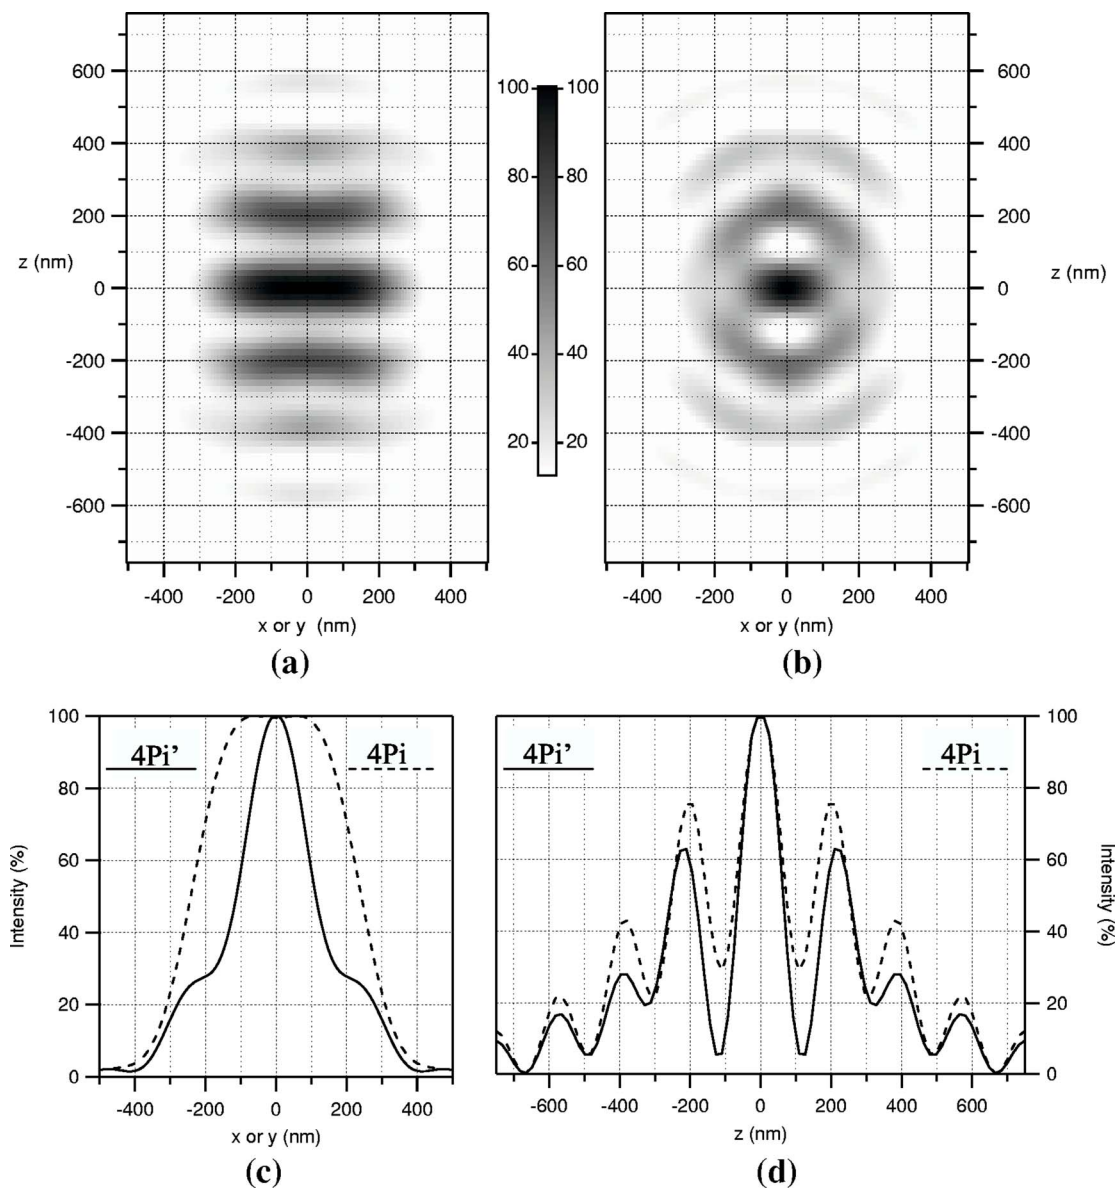 600
400
200
0
-200
-400
-600
z (nm)
-400 -200 0 200 400
x or y (nm)
(a)
100 100
80 80
60 60
40 40
20 20
600
400
200
0
-200
-400
-600
z (nm)
-400 -200 0 200 400
x or y (nm)
(b)
100
80
60
40
20
0
Intensity (%)
4Pi’ 4Pi
-400 -200 0 200 400
x or y (nm)
(c)
4Pi’ 4Pi
100
80
60
40
20
0
Intensity (%)
-600 -400 -200 0 200 400 600
z (nm)
(d)